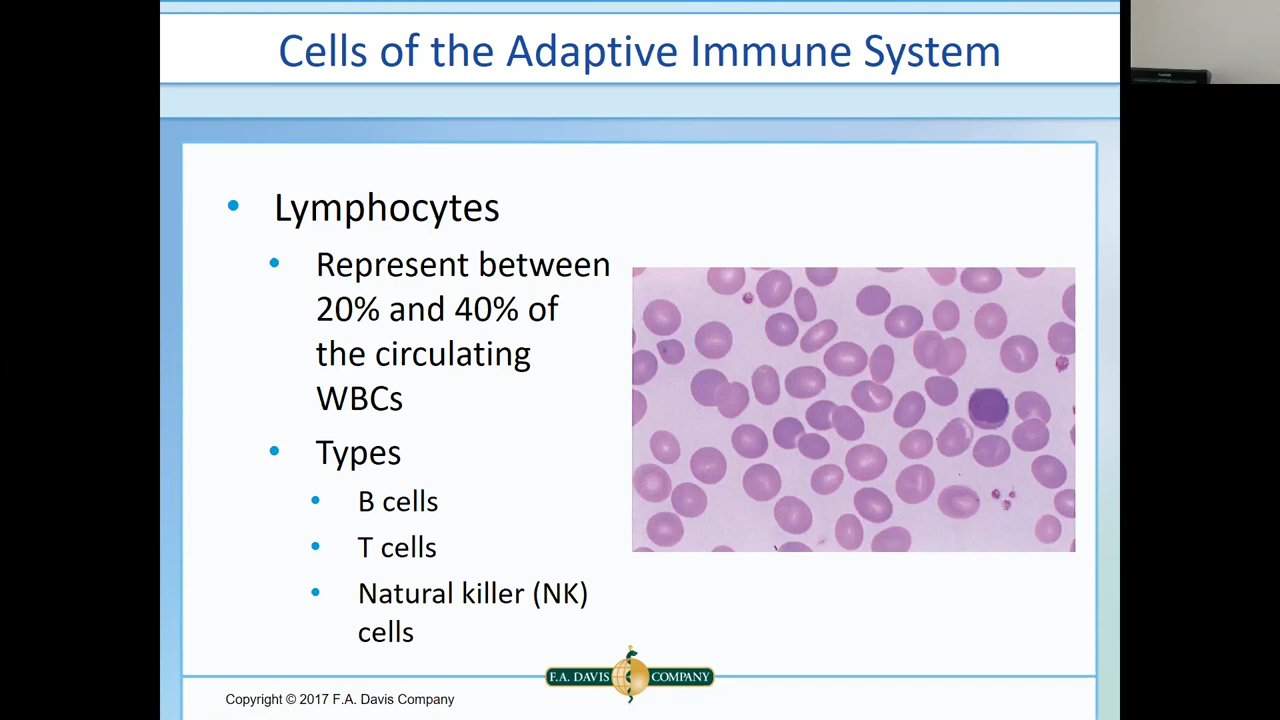 Cells of the Adaptive Immune System
• Lymphocytes
• Represent between
20% and 40% of
the circulating
WBCs
• Types
• B cells
• T cells
• Natural killer (NK)
cells
F.A. DAVIS COMPANY
Copyright © 2017 F.A. Davis Company